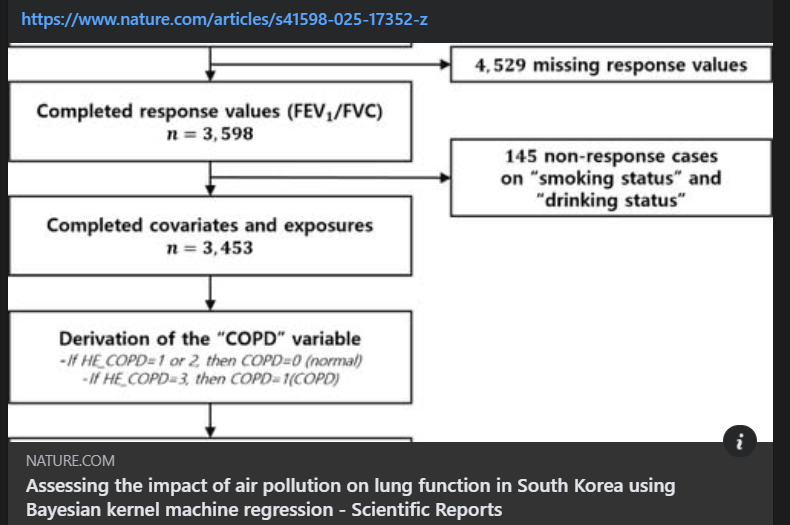 https://www.nature.com/articles/s41598-025-17352-z
4,529 missing response values
Completed response values (FEV₁/FVC)
n = 3,598
145 non-response cases
on “smoking status” and
“drinking status”
Completed covariates and exposures
n = 3,453
Derivation of the “COPD” variable
-If HE_COPD=1 or 2, then COPD=0 (normal)
-If HE_COPD=3, then COPD=1(COPD)
i
NATURE.COM
Assessing the impact of air pollution on lung function in South Korea using
Bayesian kernel machine regression - Scientific Reports